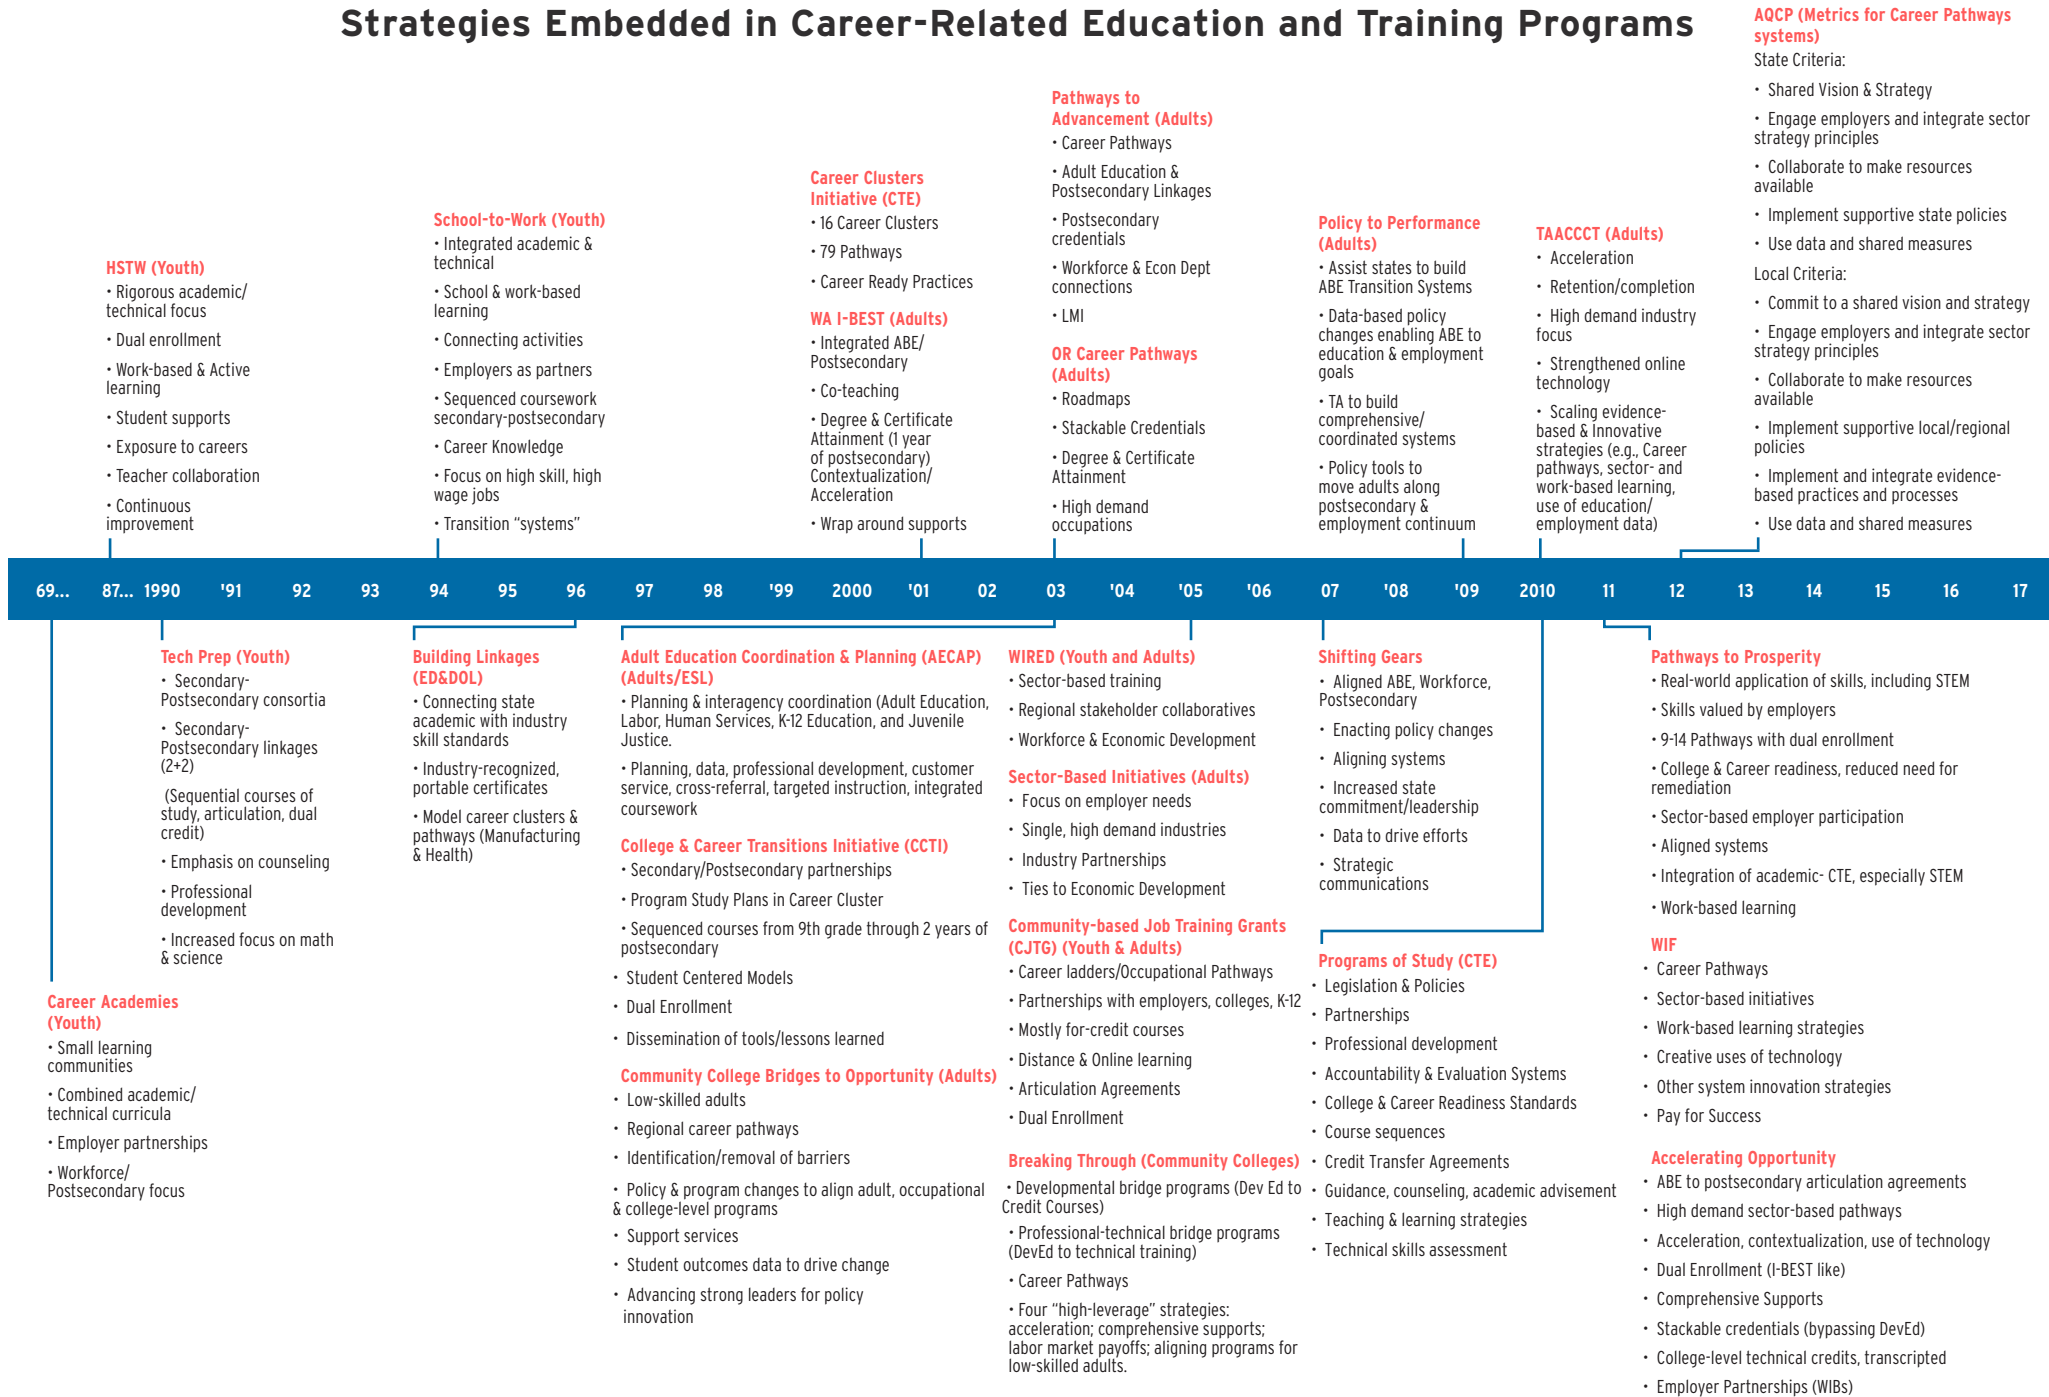 Strategies Embedded in Career-Related Education and Training Programs
HSTW (Youth)
• Rigorous academic/
technical focus
• Dual enrollment
• Work-based & Active
learning
• Student supports
• Exposure to careers
• Teacher collaboration
• Continuous
improvement
School-to-Work (Youth)
• Integrated academic &
technical
• School & work-based
learning
• Connecting activities
• Employers as partners
• Sequenced coursework
secondary-postsecondary
• Career Knowledge
• Focus on high skill, high
wage jobs
• Transition “systems”
Career Clusters
Initiative (CTE)
• 16 Career Clusters
• 79 Pathways
• Career Ready Practices
WA I-BEST (Adults)
• Integrated ABE/
Postsecondary
• Co-teaching
• Degree & Certificate
Attainment (1 year
of postsecondary)
Contextualization/
Acceleration
• Wrap around supports
Pathways to
Advancement (Adults)
• Career Pathways
• Adult Education &
Postsecondary Linkages
• Postsecondary
credentials
• Workforce & Econ Dept
connections
• LMI
OR Career Pathways
(Adults)
• Roadmaps
• Stackable Credentials
• Degree & Certificate
Attainment
• High demand
occupations
Policy to Performance
(Adults)
• Assist states to build
ABE Transition Systems
• Data-based policy
changes enabling ABE to
education & employment
goals
• TA to build
comprehensive/
coordinated systems
• Policy tools to
move adults along
postsecondary &
employment continuum
TAACCCT (Adults)
• Acceleration
• Retention/completion
• High demand industry
focus
• Strengthened online
technology
• Scaling evidence-
based & Innovative
strategies (e.g., Career
pathways, sector- and
work-based learning,
use of education/
employment data)
AQCP (Metrics for Career Pathways
systems)
State Criteria:
• Shared Vision & Strategy
• Engage employers and integrate sector
strategy principles
• Collaborate to make resources
available
• Implement supportive state policies
• Use data and shared measures
Local Criteria:
• Commit to a shared vision and strategy
• Engage employers and integrate sector
strategy principles
• Collaborate to make resources
available
• Implement supportive local/regional
policies
• Implement and integrate evidence-
based practices and processes
• Use data and shared measures
69... 87... 1990 '91 92 93 94 95 96 97 98 '99 2000 '01 02 03 '04 '05 '06 07 '08 '09 2010 11 12 13 14 15 16 17
Career Academies
(Youth)
• Small learning
communities
• Combined academic/
technical curricula
• Employer partnerships
• Workforce/
Postsecondary focus
Tech Prep (Youth)
• Secondary-
Postsecondary consortia
• Secondary-
Postsecondary linkages
(2+2)
(Sequential courses of
study, articulation, dual
credit)
• Emphasis on counseling
• Professional
development
• Increased focus on math
& science
Building Linkages
(ED&DOL)
• Connecting state
academic with industry
skill standards
• Industry-recognized,
portable certificates
• Model career clusters &
pathways (Manufacturing
& Health)
Adult Education Coordination & Planning (AECAP)
(Adults/ESL)
• Planning & interagency coordination (Adult Education,
Labor, Human Services, K-12 Education, and Juvenile
Justice.
• Planning, data, professional development, customer
service, cross-referral, targeted instruction, integrated
coursework
College & Career Transitions Initiative (CCTI)
• Secondary/Postsecondary partnerships
• Program Study Plans in Career Cluster
• Sequenced courses from 9th grade through 2 years of
postsecondary
• Student Centered Models
• Dual Enrollment
• Dissemination of tools/lessons learned
Community College Bridges to Opportunity (Adults)
• Low-skilled adults
• Regional career pathways
• Identification/removal of barriers
• Policy & program changes to align adult, occupational
& college-level programs
• Support services
• Student outcomes data to drive change
• Advancing strong leaders for policy
innovation
WIRED (Youth and Adults)
• Sector-based training
• Regional stakeholder collaboratives
• Workforce & Economic Development
Sector-Based Initiatives (Adults)
• Focus on employer needs
• Single, high demand industries
• Industry Partnerships
• Ties to Economic Development
Community-based Job Training Grants
(CJTG) (Youth & Adults)
• Career ladders/Occupational Pathways
• Partnerships with employers, colleges, K-12
• Mostly for-credit courses
• Distance & Online learning
• Articulation Agreements
• Dual Enrollment
Breaking Through (Community Colleges)
• Developmental bridge programs (Dev Ed to
Credit Courses)
• Professional-technical bridge programs
(DevEd to technical training)
• Career Pathways
• Four “high-leverage” strategies:
acceleration; comprehensive supports;
labor market payoffs; aligning programs for
low-skilled adults.
Shifting Gears
• Aligned ABE, Workforce,
Postsecondary
• Enacting policy changes
• Aligning systems
• Increased state
commitment/leadership
• Data to drive efforts
• Strategic
communications
Programs of Study (CTE)
• Legislation & Policies
• Partnerships
• Professional development
• Accountability & Evaluation Systems
• College & Career Readiness Standards
• Course sequences
• Credit Transfer Agreements
• Guidance, counseling, academic advisement
• Teaching & learning strategies
• Technical skills assessment
Pathways to Prosperity
• Real-world application of skills, including STEM
• Skills valued by employers
• 9-14 Pathways with dual enrollment
• College & Career readiness, reduced need for
remediation
• Sector-based employer participation
• Aligned systems
• Integration of academic- CTE, especially STEM
• Work-based learning
WIF
• Career Pathways
• Sector-based initiatives
• Work-based learning strategies
• Creative uses of technology
• Other system innovation strategies
• Pay for Success
Accelerating Opportunity
• ABE to postsecondary articulation agreements
• High demand sector-based pathways
• Acceleration, contextualization, use of technology
• Dual Enrollment (I-BEST like)
• Comprehensive Supports
• Stackable credentials (bypassing DevEd)
• College-level technical credits, transcripted
• Employer Partnerships (WIBs)